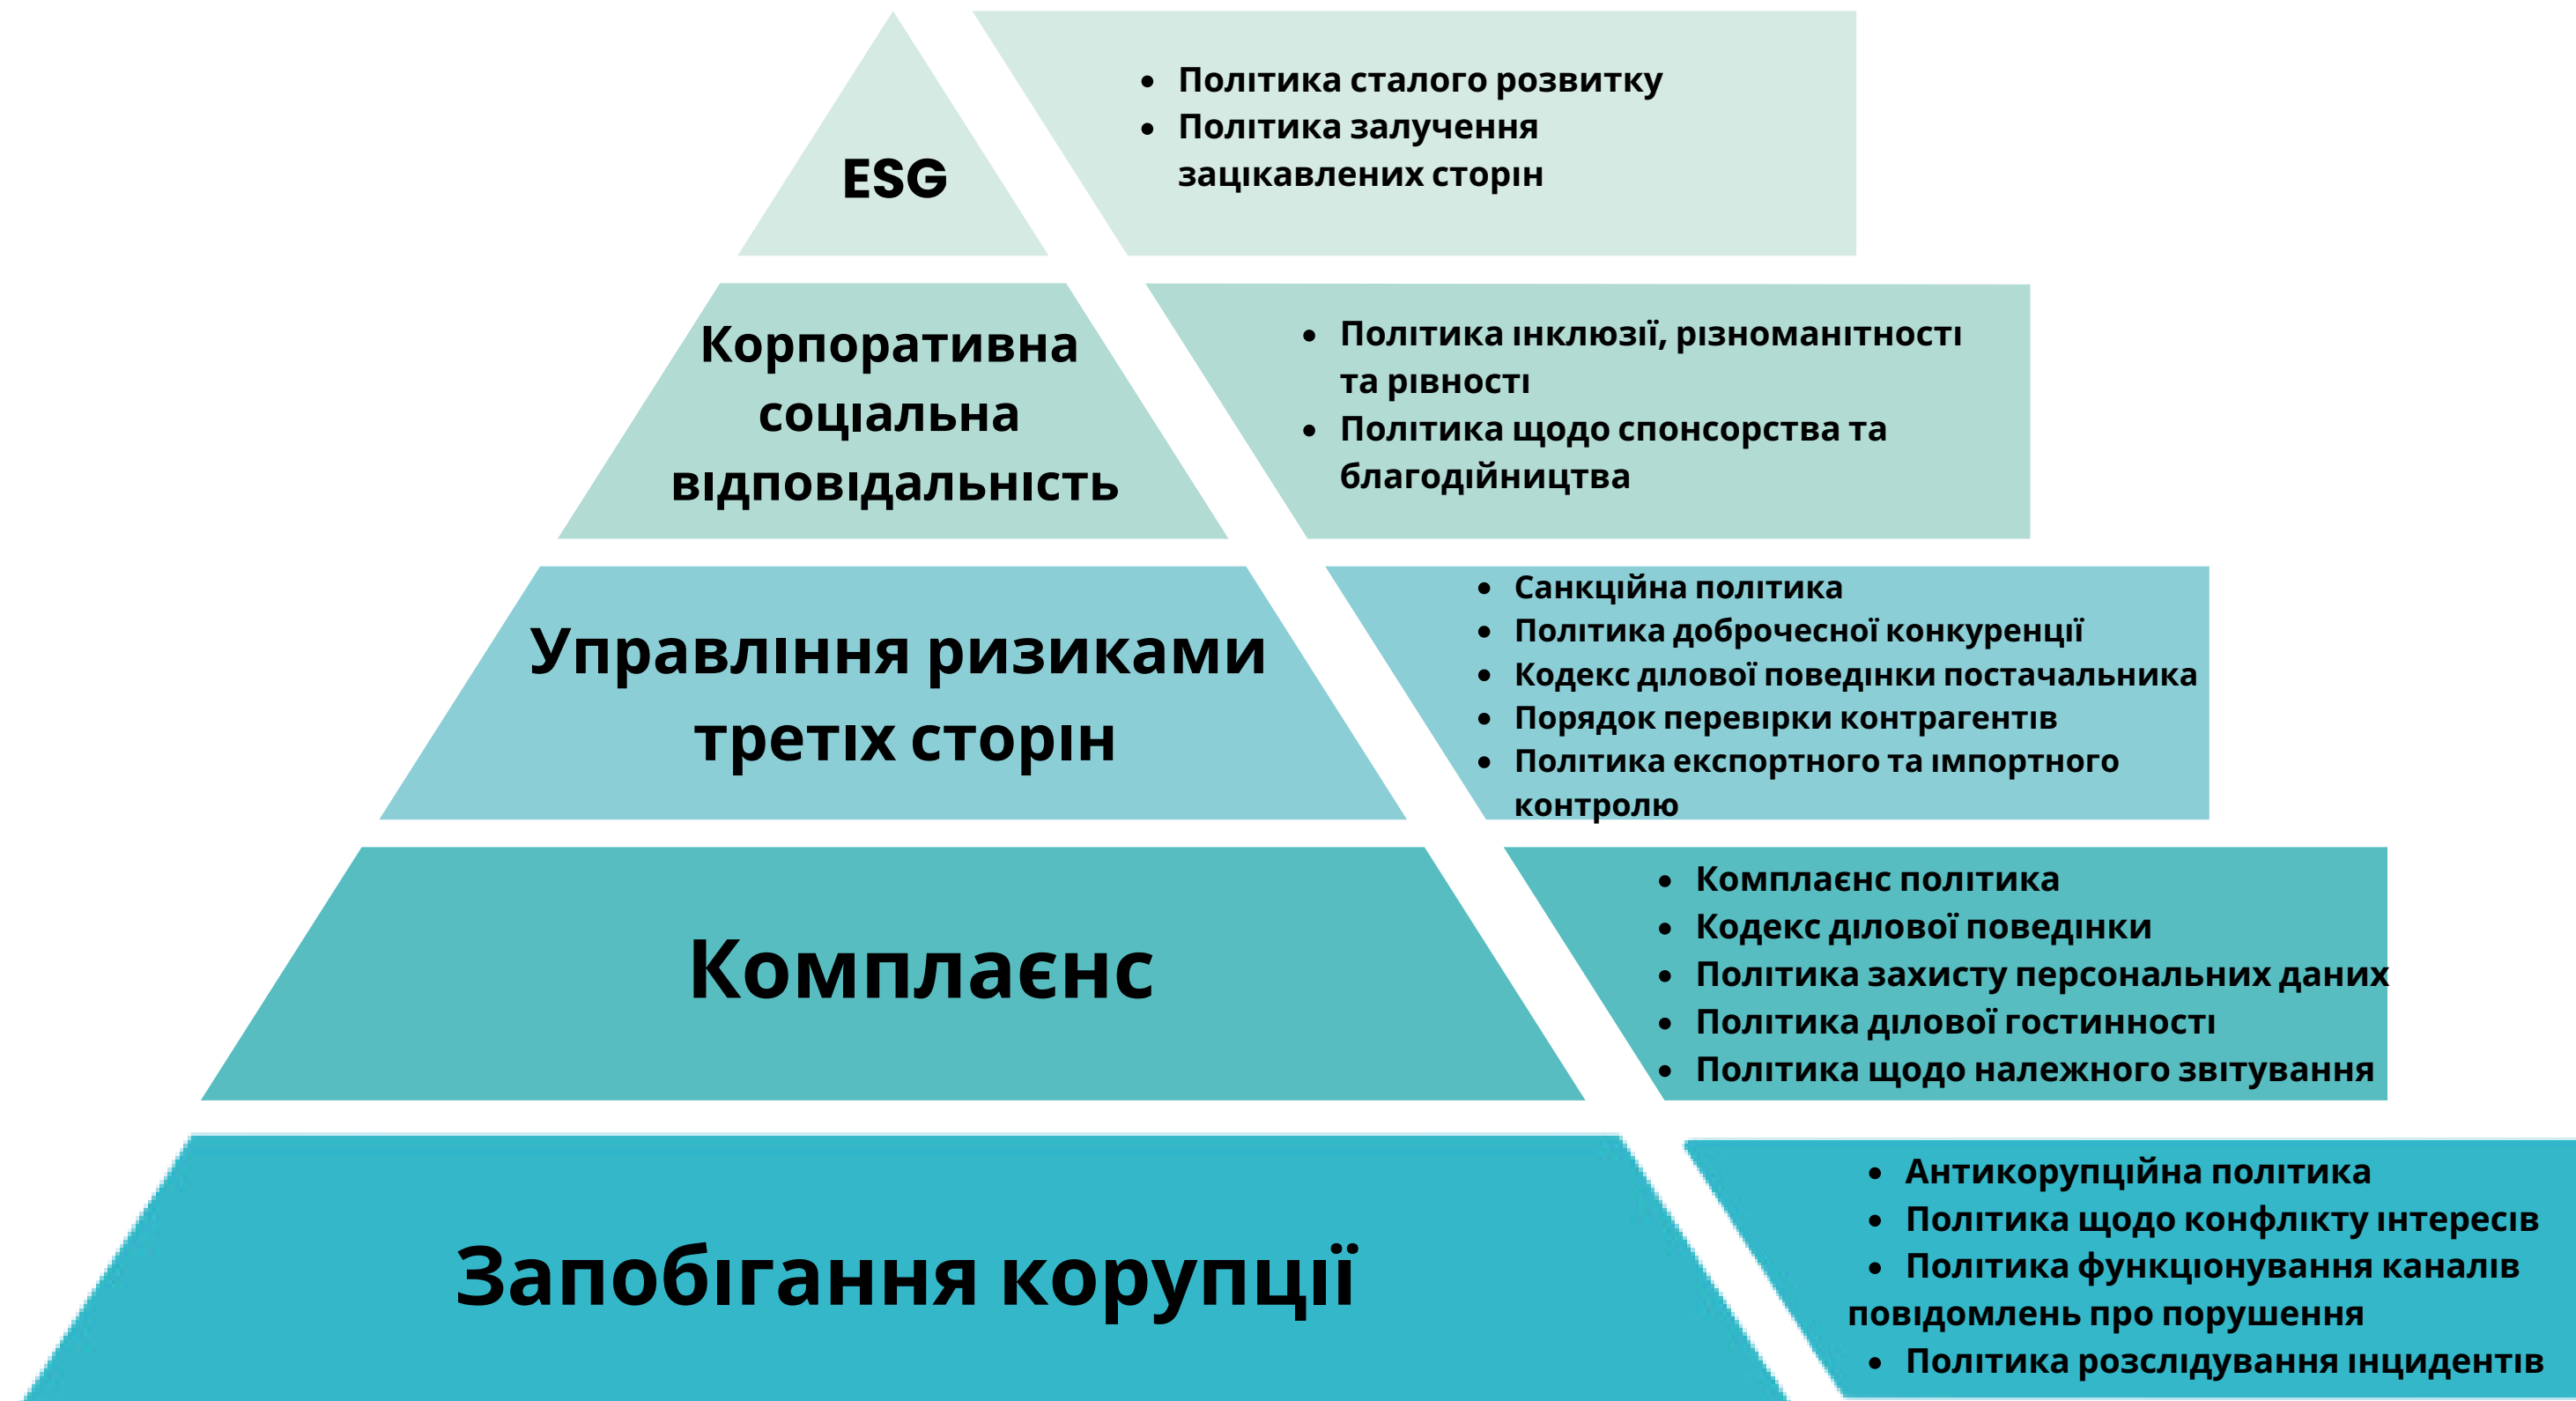 ESG
• Політика сталого розвитку
• Політика залучення
зацікавлених сторін
Корпоративна
соціальна
відповідальність
• Політика інклюзії, різноманітності
та рівності
• Політика щодо спонсорства та
благодійництва
Управління ризиками
третіх сторін
• Санкційна політика
• Політика доброчесної конкуренції
• Кодекс ділової поведінки постачальника
• Порядок перевірки контрагентів
• Політика експортного та імпортного
контролю
Комплаєнс
• Комплаєнс політика
• Кодекс ділової поведінки
• Політика захисту персональних даних
• Політика ділової гостинності
• Політика щодо належного звітування
Запобігання корупції
• Антикорупційна політика
• Політика щодо конфлікту інтересів
• Політика функціонування каналів
повідомлень про порушення
• Політика розслідування інцидентів